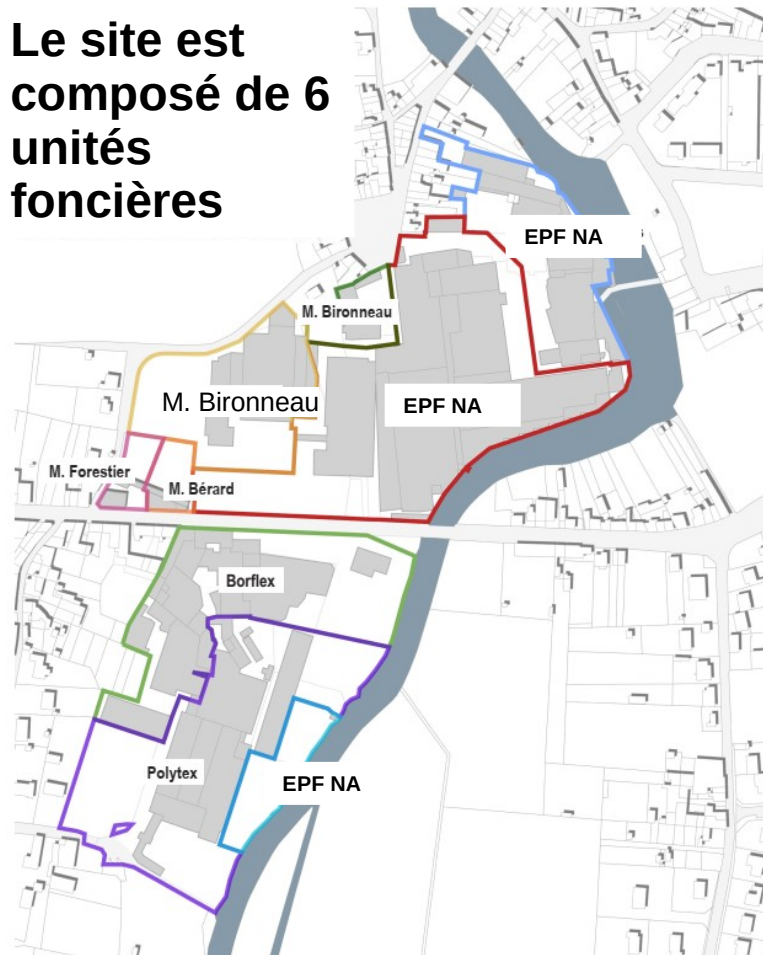 Le site est
composé de 6
unités
foncières
EPF NA
M. Bironneau
M. Bironneau
EPF NA
M. Forestier
M. Bérard
Borflex
Polytex
EPF NA